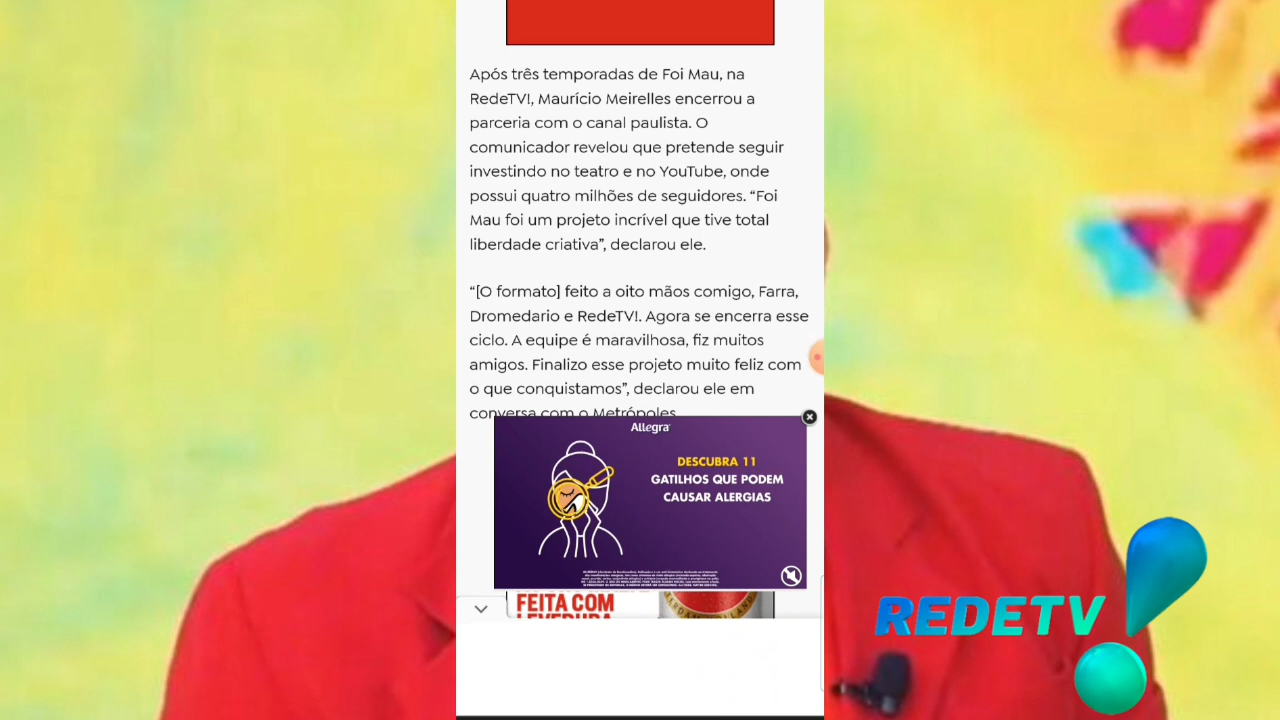 Após três temporadas de Foi Mau, na
RedeTV!, Maurício Meirelles encerrou a
parceria com o canal paulista. O
comunicador revelou que pretende seguir
investindo no teatro e no YouTube, onde
possui quatro milhões de seguidores. “Foi
Mau foi um projeto incrível que tive total
liberdade criativa”, declarou ele.
“[O formato] feito a oito mãos comigo, Farra,
Dromedario e RedeTV!. Agora se encerra esse
ciclo. A equipe é maravilhosa, fiz muitos
amigos. Finalizo esse projeto muito feliz com
o que conquistamos”, declarou ele em
conversa com o Metrópoles
Allegra
DESCUBRA 11
GATILHOS QUE PODEM
CAUSAR ALERGIAS
FEITA COM
LEVEDURA
REDETV!